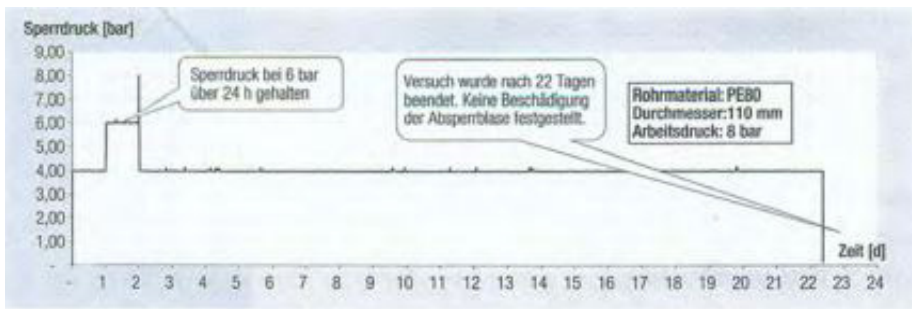 Sperrdruck [bar]
9,00
8,00
7,00
6,00
5,00
4,00
3,00
2,00
1,00
-
Sperrdruck bei 6 bar
über 24 h gehalten
Versuch wurde nach 22 Tagen
beendet. Keine Beschädigung
der Absperrblase festgestellt.
Rohrmaterial: PE80
Durchmesser:110 mm
Arbeitsdruck: 8 bar
Zeit [d]
- 1 2 3 4 5 6 7 8 9 10 11 12 13 14 15 16 17 18 19 20 21 22 23 24